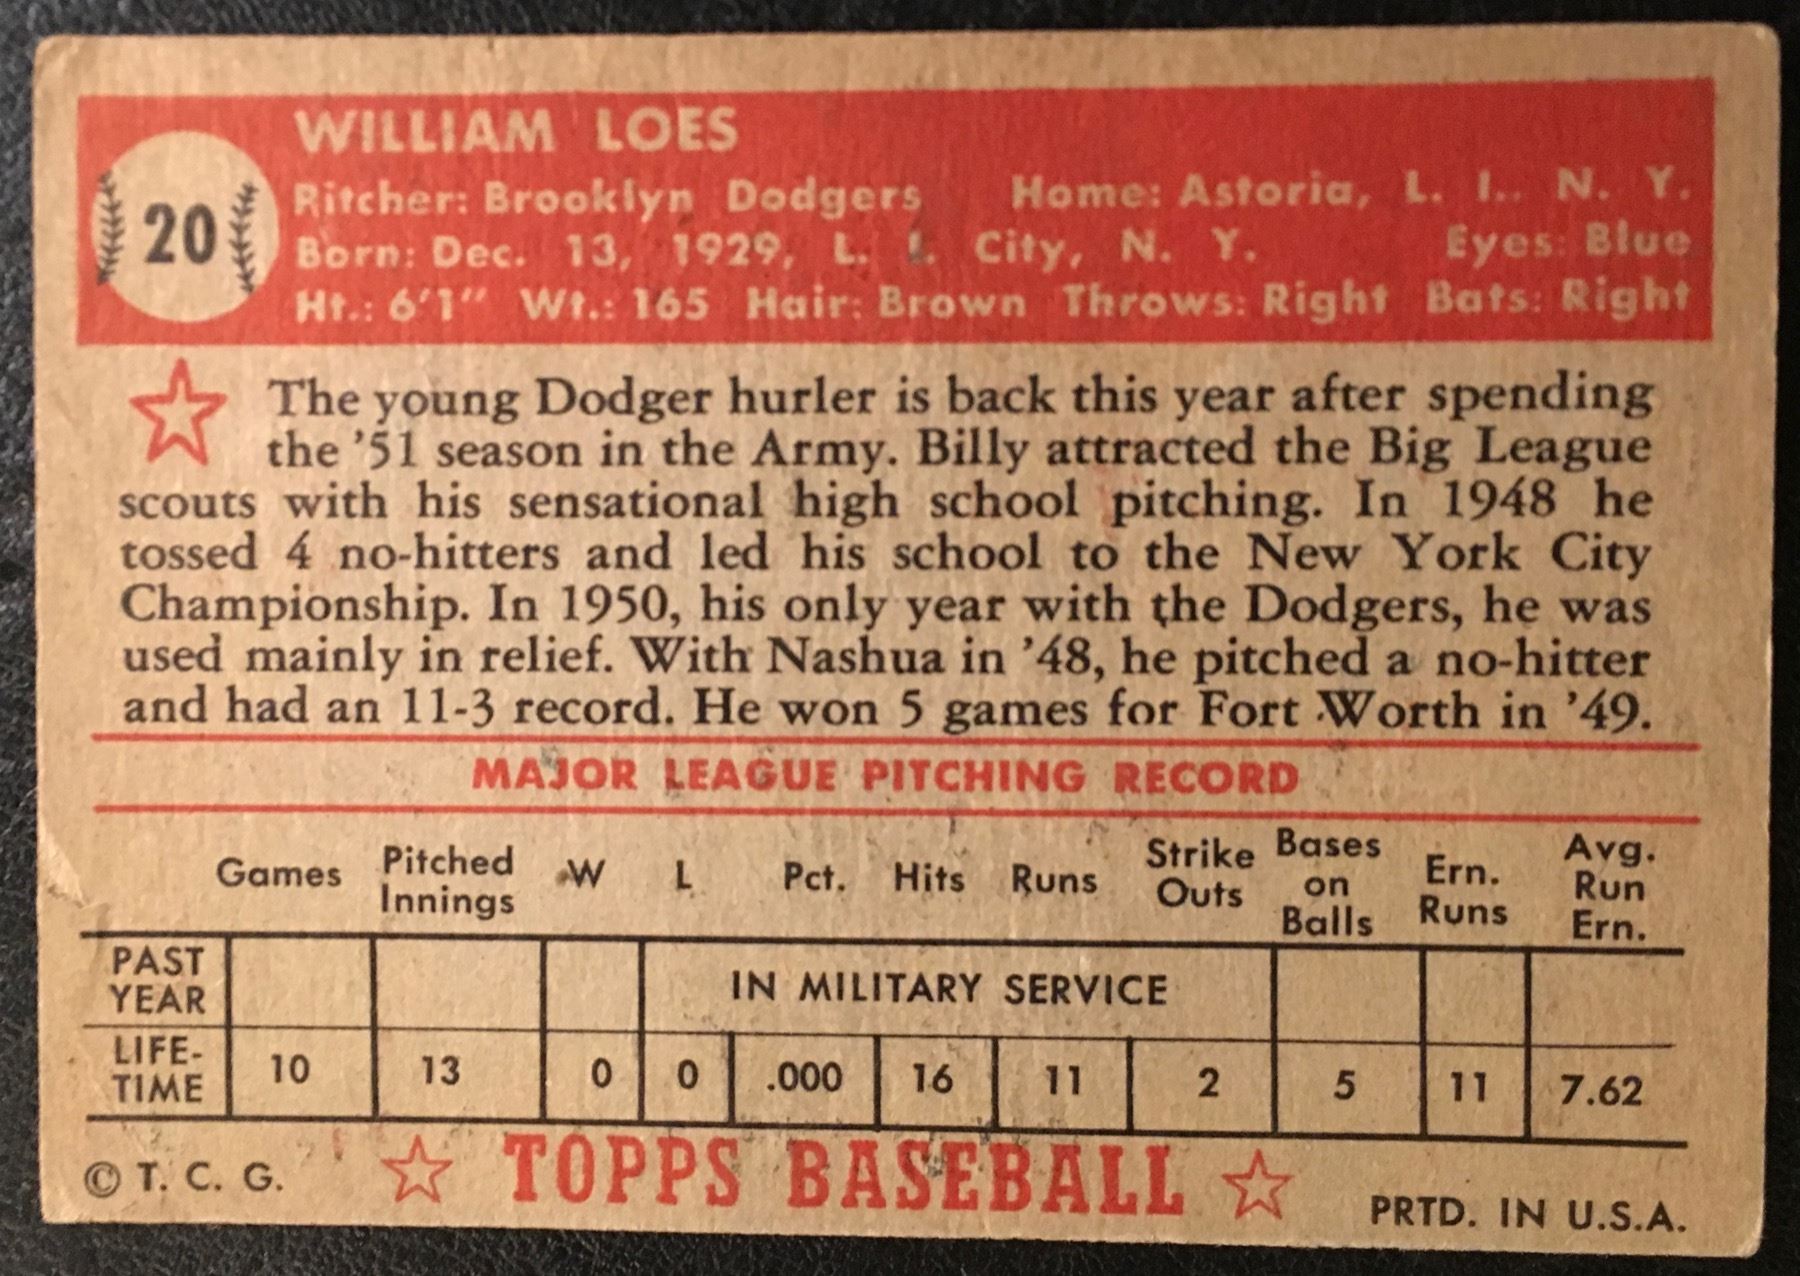 20
WILLIAM LOES
Pitcher: Brooklyn Dodgers Home: Astoria, L. I., N. Y.
Born: Dec. 13, 1929, L. I. City, N. Y. Eyes: Blue
Ht.: 6'1" Wt.: 165 Hair: Brown Throws: Right Bats: Right
The young Dodger hurler is back this year after spending
the '51 season in the Army. Billy attracted the Big League
scouts with his sensational high school pitching. In 1948 he
tossed 4 no-hitters and led his school to the New York City
Championship. In 1950, his only year with the Dodgers, he was
used mainly in relief. With Nashua in '48, he pitched a no-hitter
and had an 11-3 record. He won 5 games for Fort Worth in '49.
MAJOR LEAGUE PITCHING RECORD
Games Pitched Innings W L Pct. Hits Runs Strike Outs Bases on Balls Ern. Runs Avg. Run Ern.
PAST YEAR IN MILITARY SERVICE
LIFE-TIME 10 13 0 0 .000 16 11 2 5 11 7.62
© T. C. G. TOPPS BASEBALL PRTD. IN U.S.A.